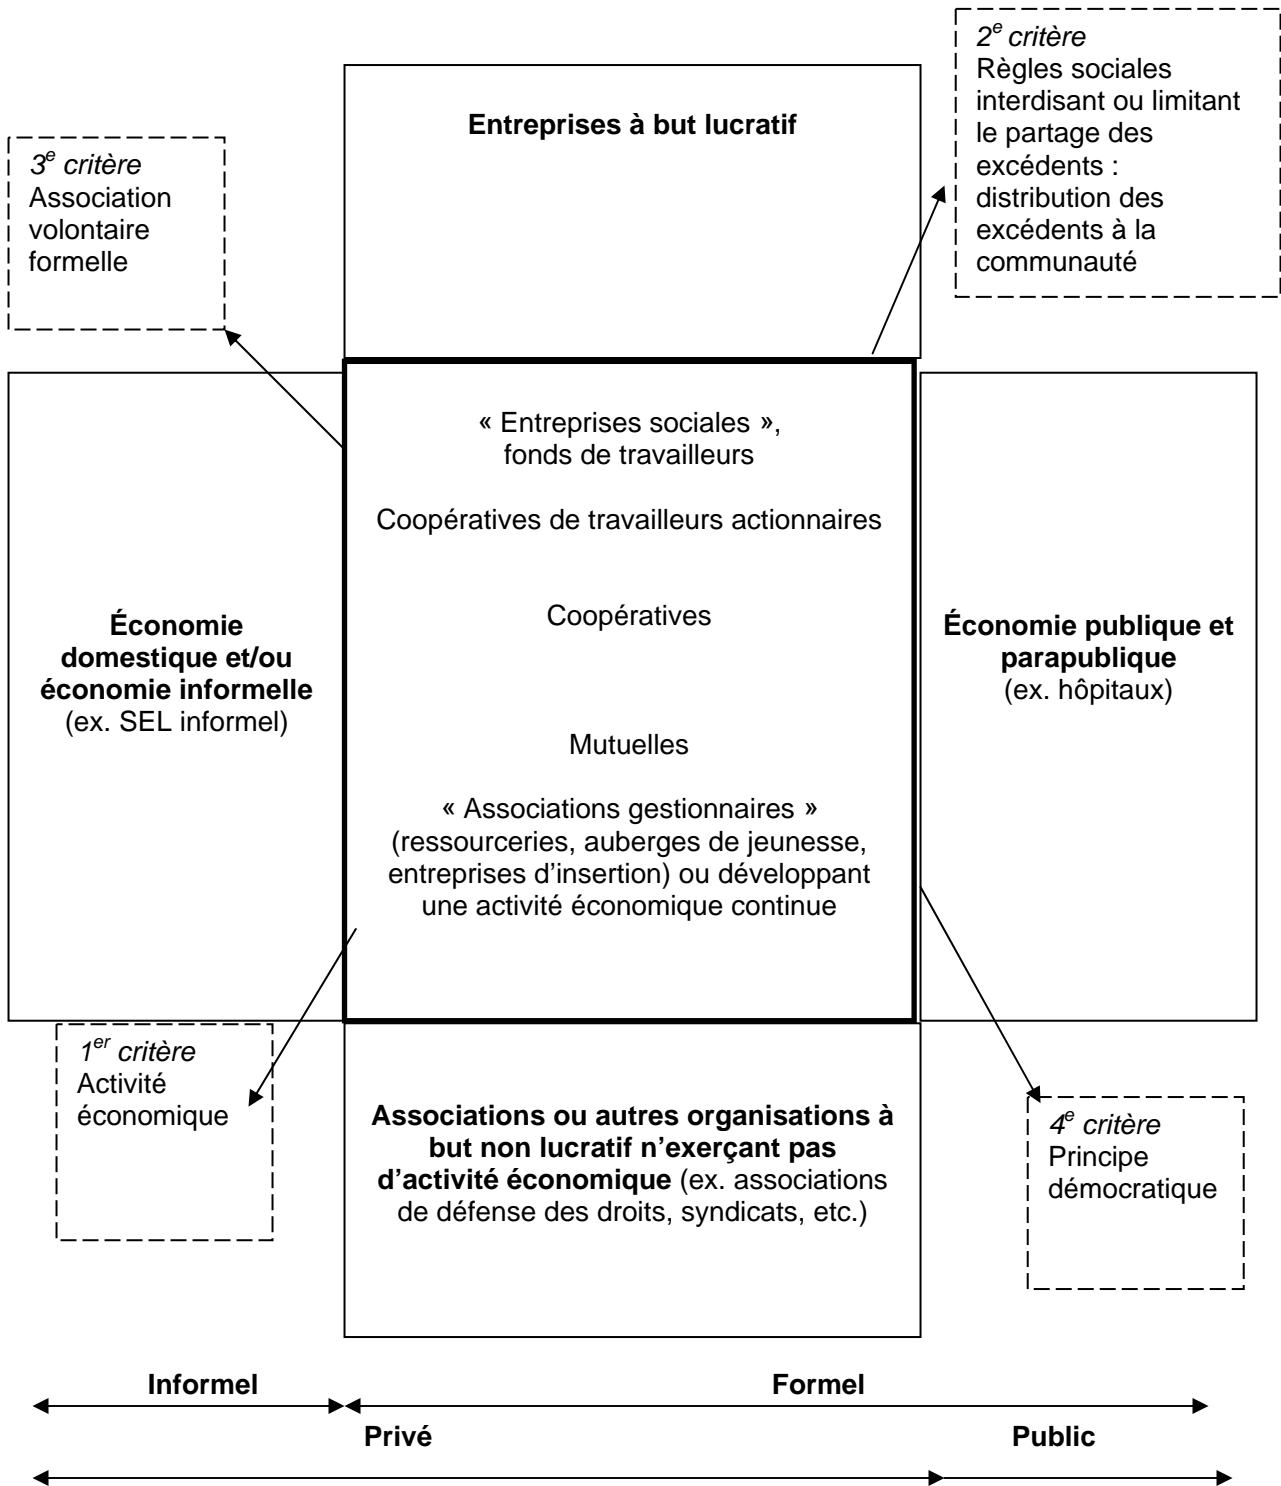 2e critère
Règles sociales
interdisant ou limitant
le partage des
excédents :
distribution des
excédents à la
communauté
Entreprises à but lucratif
3e critère
Association
volontaire
formelle
« Entreprises sociales »,
fonds de travailleurs
Coopératives de travailleurs actionnaires
Coopératives
Mutuelles
« Associations gestionnaires »
(ressourceries, auberges de jeunesse,
entreprises d’insertion) ou développant
une activité économique continue
Économie
domestique et/ou
économie informelle
(ex. SEL informel)
Économie publique et
parapublique
(ex. hôpitaux)
1er critère
Activité
économique
Associations ou autres organisations à
but non lucratif n’exerçant pas
d’activité économique (ex. associations
de défense des droits, syndicats, etc.)
4e critère
Principe
démocratique
Informel
Formel
Privé
Public